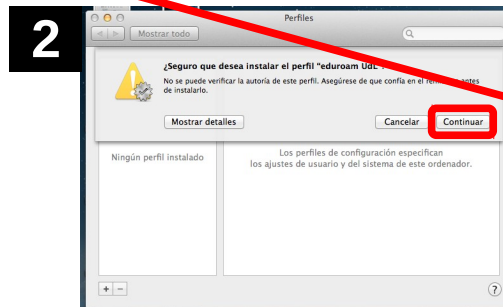 2
Perfiles
Mostrar todo
¿Seguro que desea instalar el perfil "eduroam UdL"?
No se puede verificar la autoría de este perfil. Asegúrese de que confía en el antes
de instalarlo.
Mostrar detalles
Cancelar
Continuar
Ningún perfil instalado
Los perfiles de configuración especifican
los ajustes de usuario y del sistema de este ordenador.
+ −
?